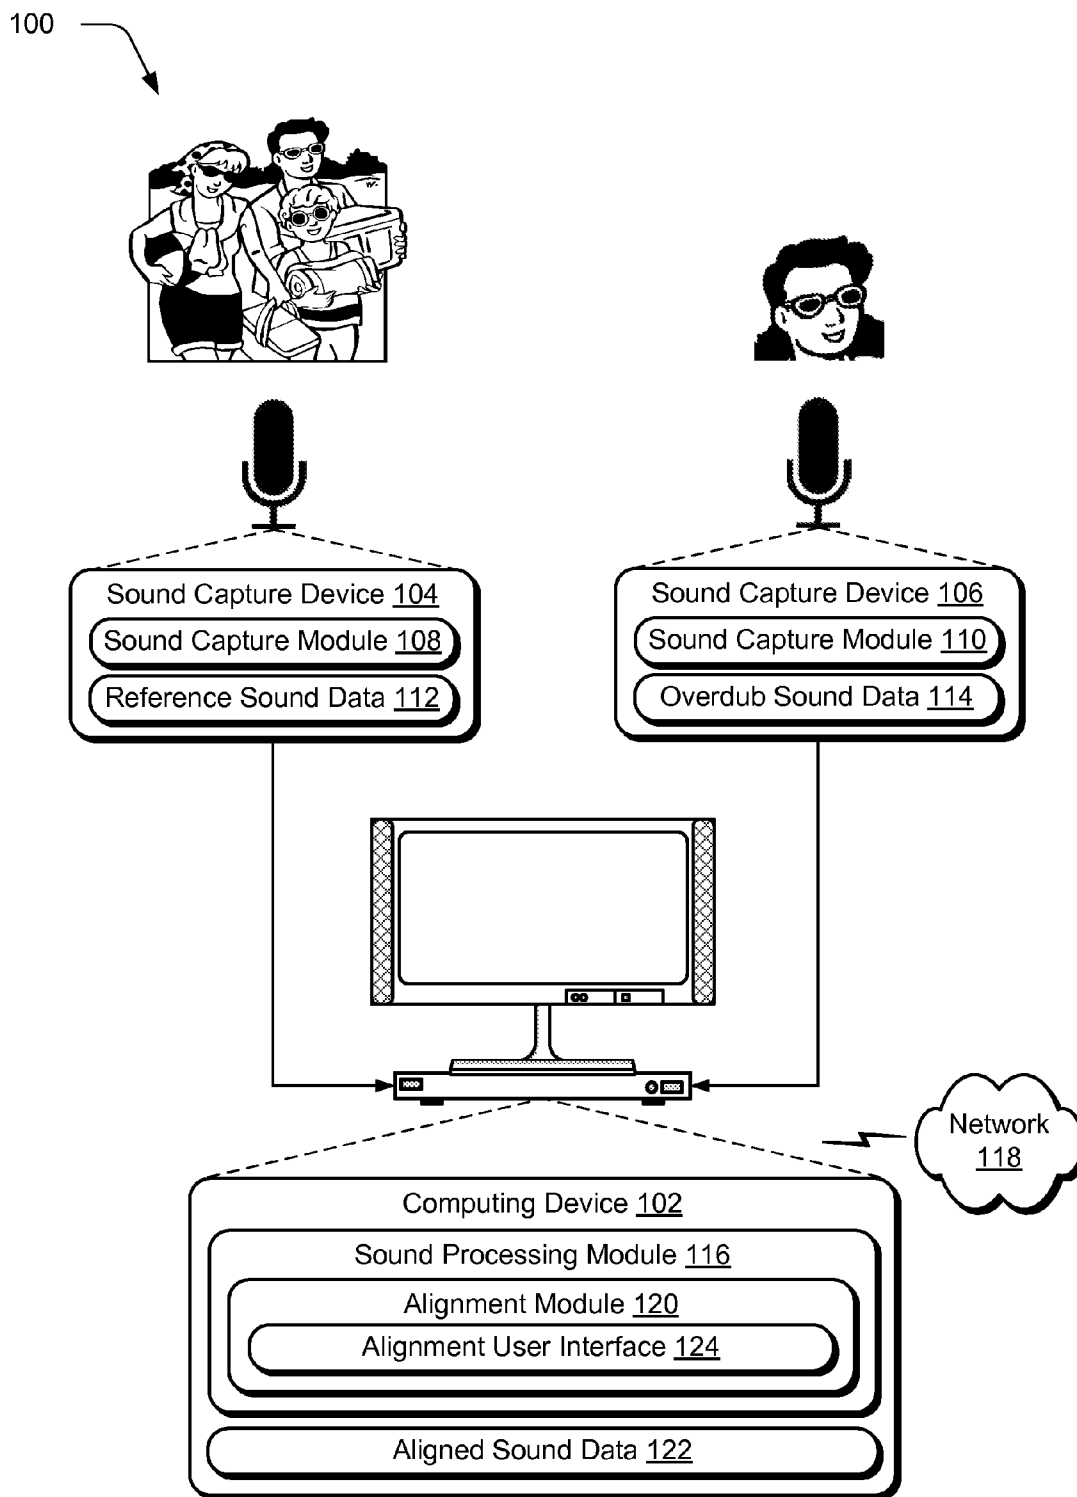 100
Sound Capture Device 104
Sound Capture Module 108
Reference Sound Data 112
Sound Capture Device 106
Sound Capture Module 110
Overdub Sound Data 114
Network
118
Computing Device 102
Sound Processing Module 116
Alignment Module 120
Alignment User Interface 124
Aligned Sound Data 122